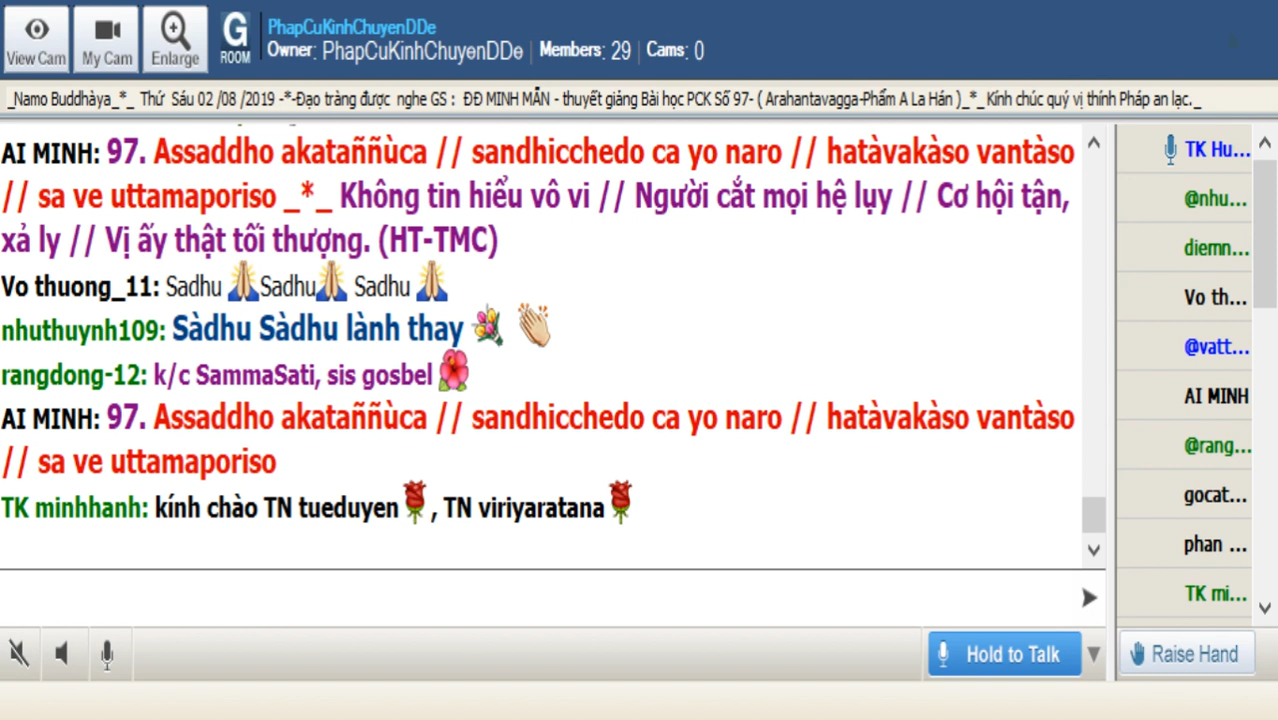 View Cam
My Cam
Enlarge
G
ROOM
PhapCuKinhChuyenDDe
Owner: PhapCuKinhChuyenDDe | Members: 29 | Cams: 0
_Namo Buddhàya_*_ Thứ Sáu 02 /08 /2019 -*-Đạo tràng được nghe GS : ĐĐ MINH MẪN - thuyết giảng Bài học PCK Số 97- ( Arahantavagga-Phẩm A La Hán )_*_Kính chúc quý vị thính Pháp an lạc._
AI MINH: 97. Assaddho akataññùca // sandhicchedo ca yo naro // hatàvakàso vantàso
// sa ve uttamaporiso _*_ Không tin hiểu vô vi // Người cắt mọi hệ lụy // Cơ hội tận,
xả ly // Vị ấy thật tối thượng. (HT-TMC)
Vo thuong_11: Sadhu 🙏Sadhu🙏 Sadhu 🙏
nhuthuynh109: Sàdhu Sàdhu lành thay 💐 👏
rangdong-12: k/c SammaSati, sis gosbel🌺
AI MINH: 97. Assaddho akataññùca // sandhicchedo ca yo naro // hatàvakàso vantàso
// sa ve uttamaporiso
TK minhhanh: kính chào TN tueduyen🌹, TN viriyaratana🌹
TK Hu...
@nhu...
diemn...
Vo th...
@vatt...
AI MINH
@rang...
gocat...
phan ...
TK mi...
Hold to Talk
Raise Hand